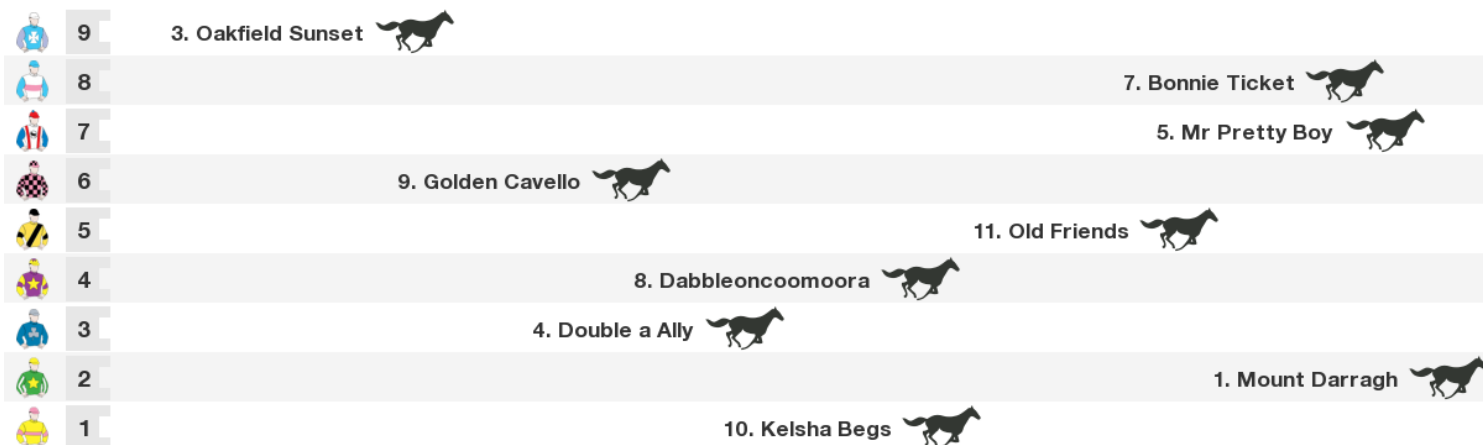 9 3. Oakfield Sunset
8 7. Bonnie Ticket
7 5. Mr Pretty Boy
6 9. Golden Cavello
5 11. Old Friends
4 8. Dabbleoncoomoora
3 4. Double a Ally
2 1. Mount Darragh
1 10. Kelsha Begs